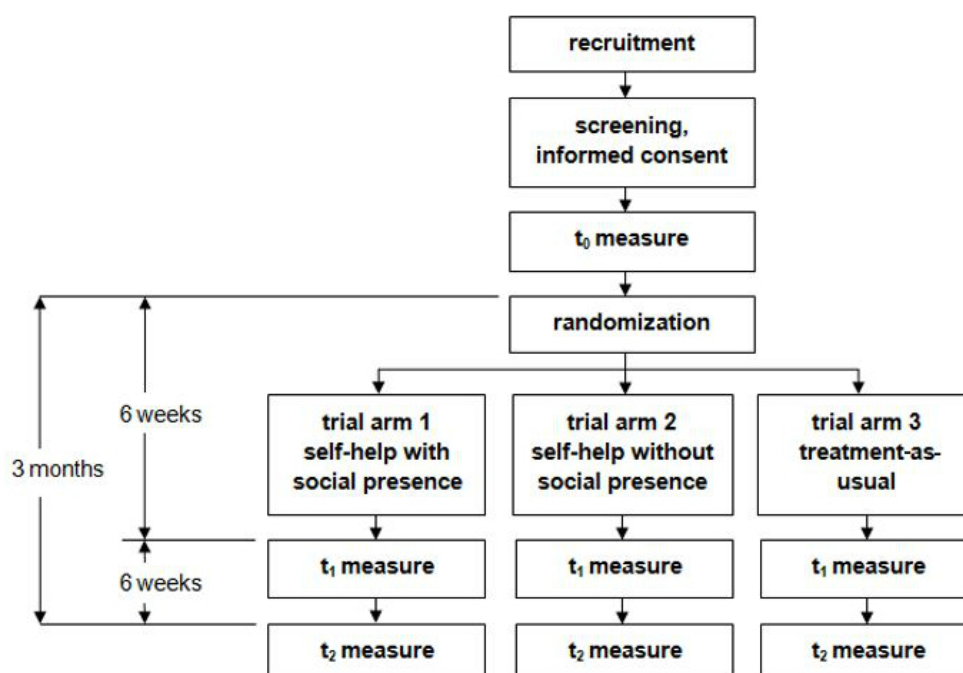 recruitment
screening,
informed consent
t₀ measure
randomization
6 weeks
3 months
trial arm 1
self-help with
social presence
trial arm 2
self-help without
social presence
trial arm 3
treatment-as-
usual
6 weeks
t₁ measure
t₁ measure
t₁ measure
t₂ measure
t₂ measure
t₂ measure